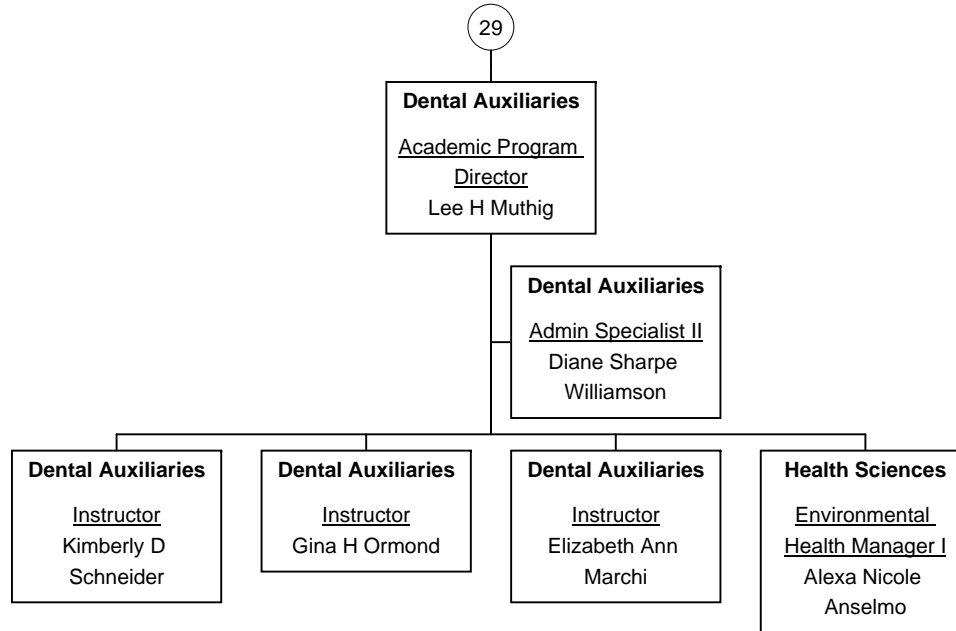 29
Dental Auxiliaries
Academic Program
Director
Lee H Muthig
Dental Auxiliaries
Admin Specialist II
Diane Sharpe
Williamson
Dental Auxiliaries
Instructor
Kimberly D
Schneider
Dental Auxiliaries
Instructor
Gina H Ormond
Dental Auxiliaries
Instructor
Elizabeth Ann
Marchi
Health Sciences
Environmental
Health Manager I
Alexa Nicole
Anselmo